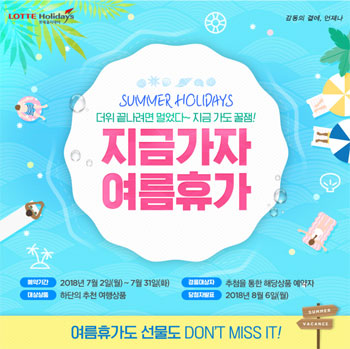 LOTTE Holidays
롯데홀리데이
감동의 곁에, 언제나
SUMMER HOLIDAYS
더위 끝나려면 멀었다~ 지금 가도 꿀잼!
지금가자
여름휴가
예약기간 2018년 7월 2일(월) ~ 7월 31일(화)
경품대상자 추첨을 통한 해당상품 예약자
대상상품 하단의 추천 여행상품
당첨자발표 2018년 8월 6일(월)
SUMMER
VACANCE
여름휴가도 선물도 DON'T MISS IT!